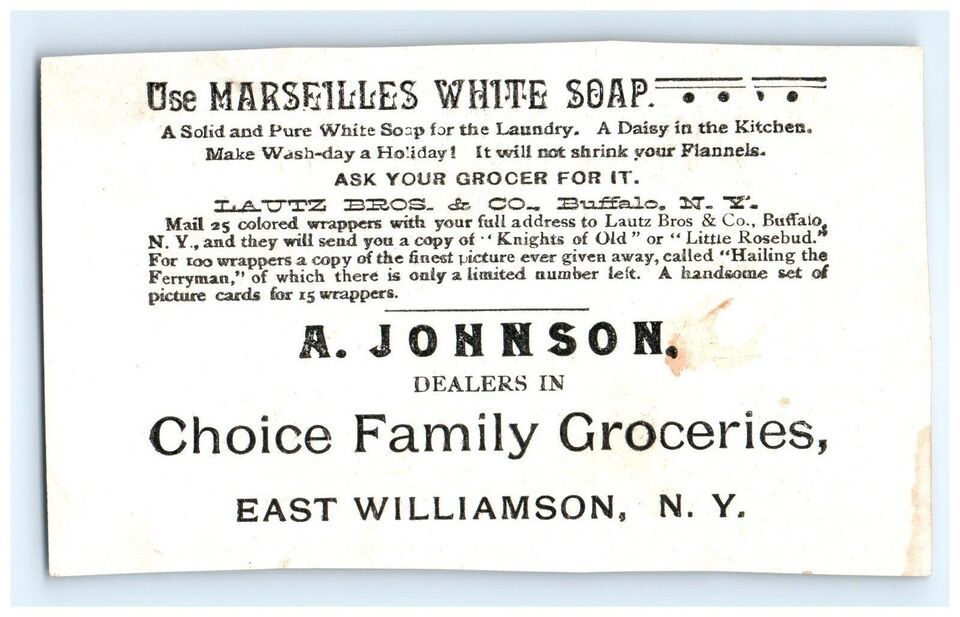 Use MARSEILLES WHITE SOAP.
A Solid and Pure White Soap for the Laundry. A Daisy in the Kitchen.
Make Wash-day a Holiday! It will not shrink your Flannels.
ASK YOUR GROCER FOR IT.
LAUTZ BROS. & CO., Buffalo, N. Y.
Mail 25 colored wrappers with your full address to Lautz Bros & Co., Buffalo,
N. Y., and they will send you a copy of "Knights of Old" or "Little Rosebud."
For 100 wrappers a copy of the finest picture ever given away, called "Hailing the
Ferryman," of which there is only a limited number left. A handsome set of
picture cards for 15 wrappers.
A. JOHNSON,
DEALERS IN
Choice Family Groceries,
EAST WILLIAMSON, N. Y.